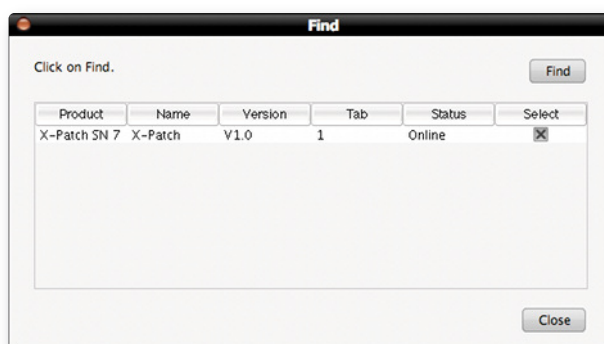 Find
Click on Find.
Find
Product Name Version Tab Status Select
X-Patch SN 7 X-Patch V1.0 1 Online
Close